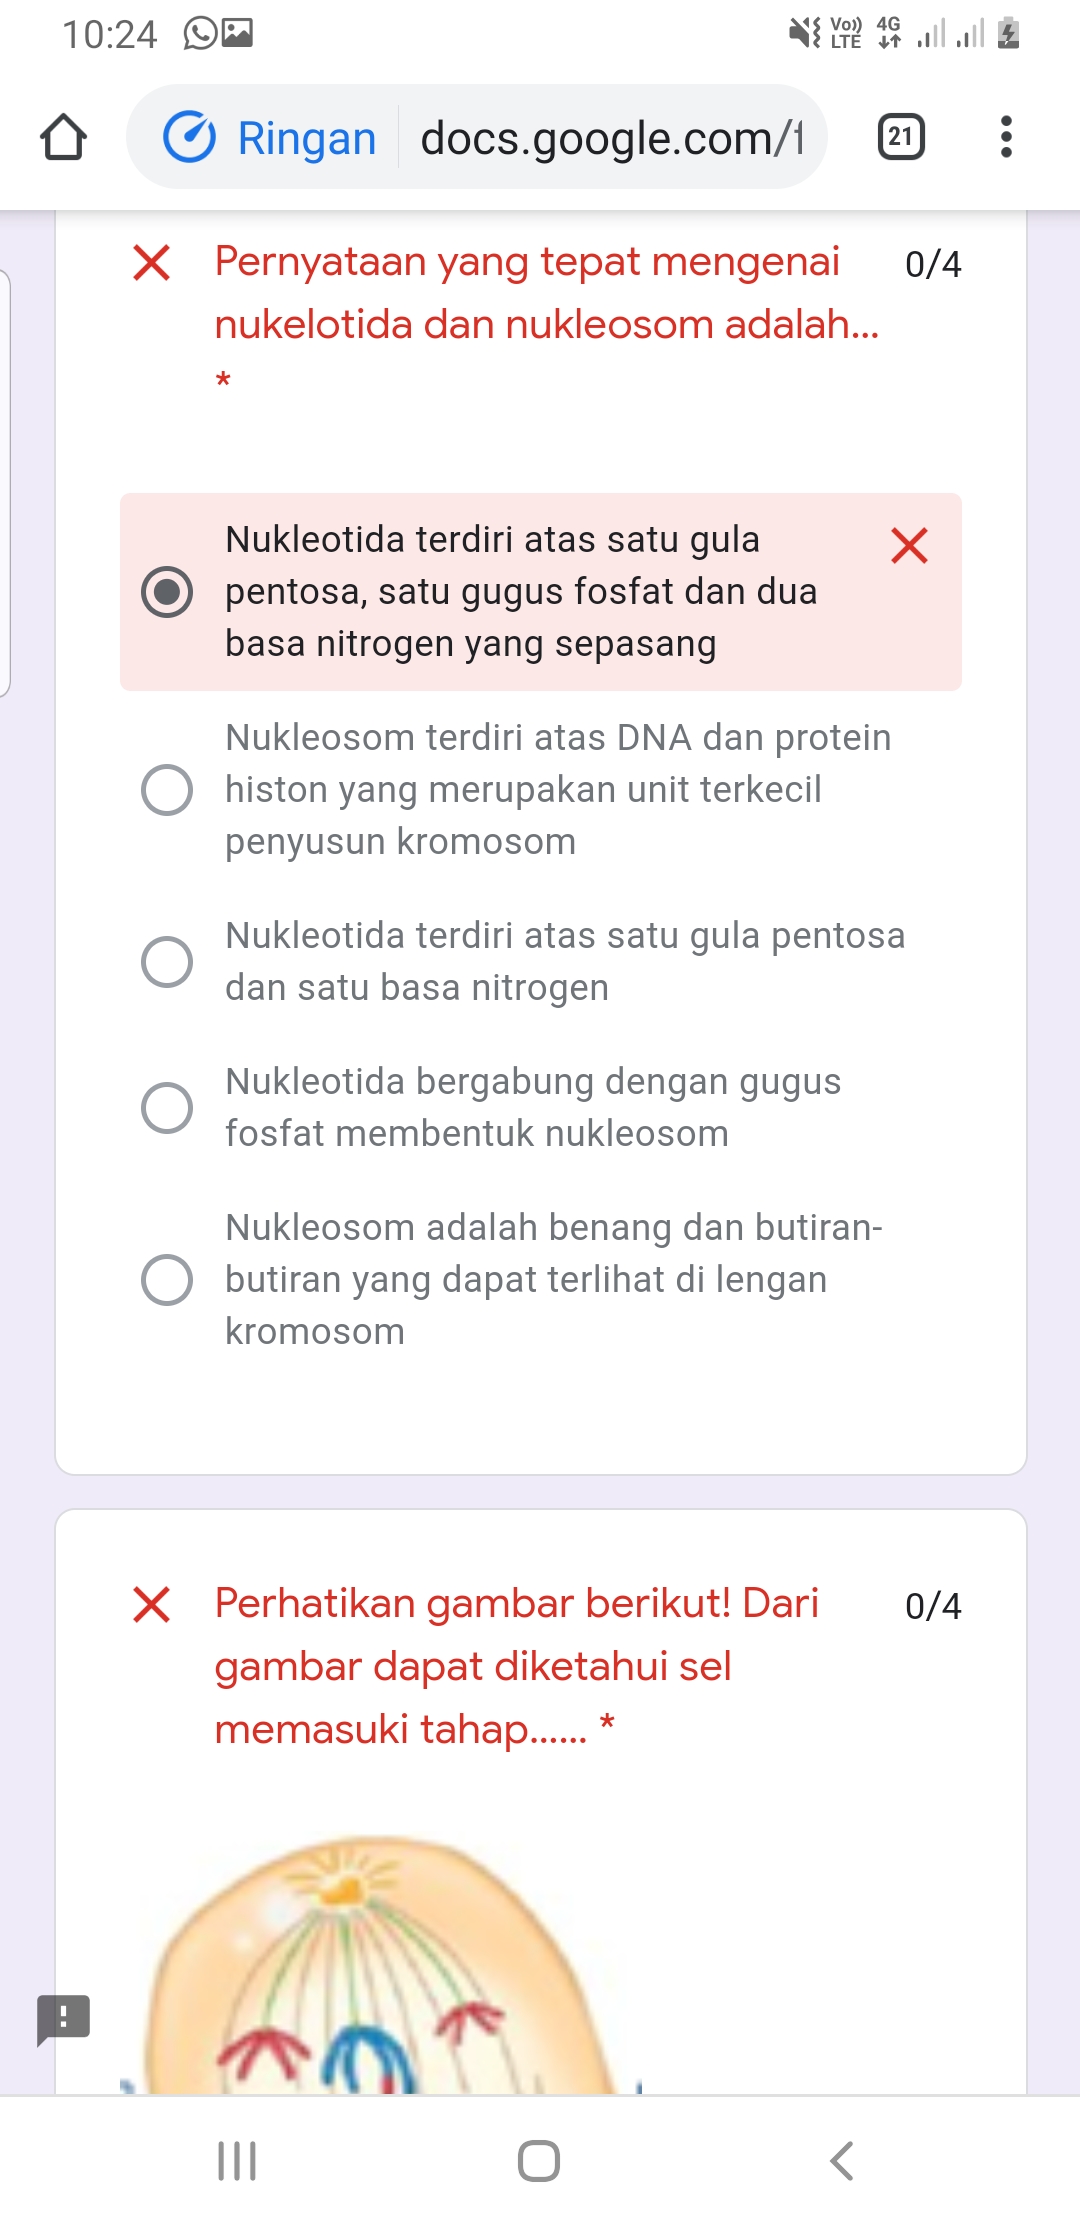 10:24
Vo))
LTE
4G
Ringan
docs.google.com/f
21
Pernyataan yang tepat mengenai
0/4
nukelotida dan nukleosom adalah...
*
Nukleotida terdiri atas satu gula
pentosa, satu gugus fosfat dan dua
basa nitrogen yang sepasang
Nukleosom terdiri atas DNA dan protein
histon yang merupakan unit terkecil
penyusun kromosom
Nukleotida terdiri atas satu gula pentosa
dan satu basa nitrogen
Nukleotida bergabung dengan gugus
fosfat membentuk nukleosom
Nukleosom adalah benang dan butiran-
butiran yang dapat terlihat di lengan
kromosom
Perhatikan gambar berikut! Dari
0/4
gambar dapat diketahui sel
memasuki tahap...... *